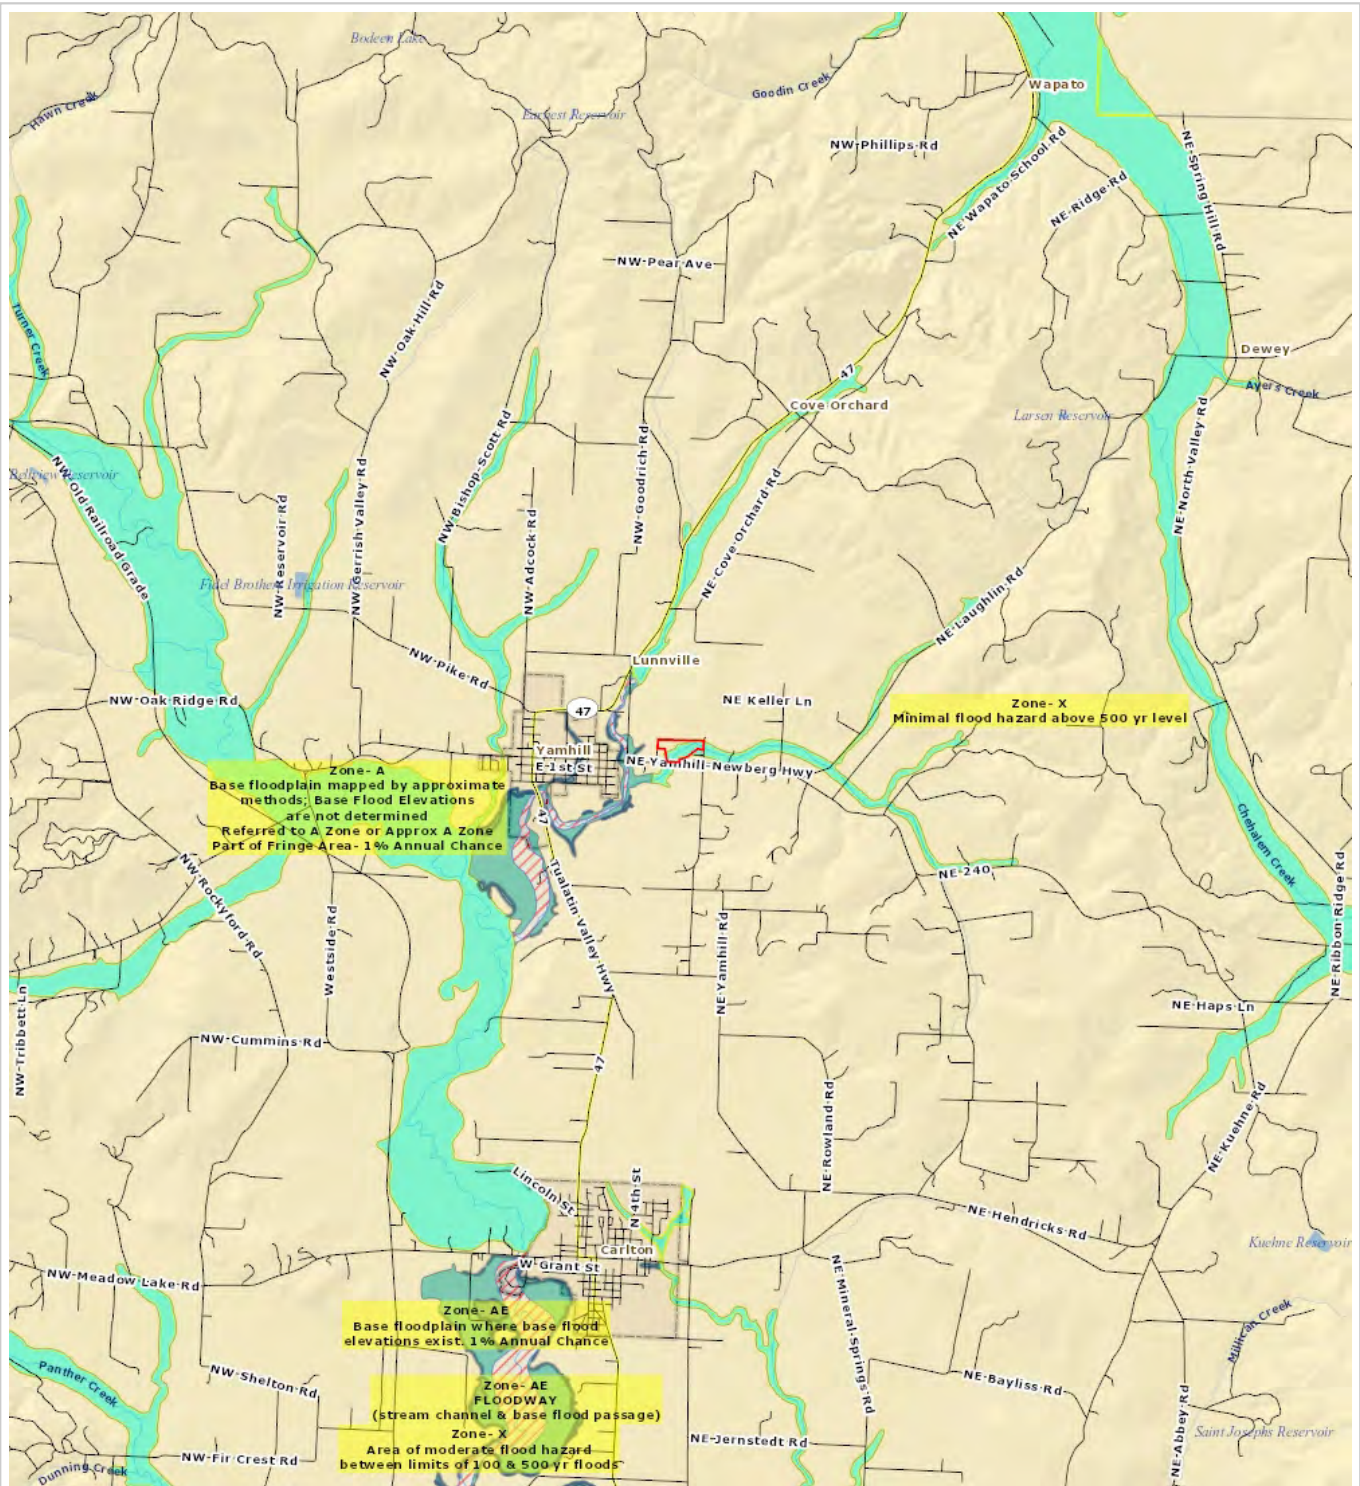 Bodeen Lake
Wapato
Goodin Creek
Hawn Creek
Earnest Reservoir
NW Phillips Rd
NE Wapato School Rd
NE Ridge Rd
NE Spring Hill Rd
NW Pear Ave
NW Oak Hill Rd
Turner Creek
Dewey
47
Ayers Creek
Cove Orchard
Larsen Reservoir
NW Bishop-Scott Rd
NW Goodrich Rd
NE North Valley Rd
Bellview Reservoir
NW Old Railroad Grade
NW Reservoir Rd
NW Gerrish Valley Rd
NW Adcock Rd
NE Cove Orchard Rd
Fidel Brothers Irrigation Reservoir
NE Laughlin Rd
NW Pike Rd
Lunnville
NW Oak Ridge Rd
NE Keller Ln
47
Zone- X
Minimal flood hazard above 500 yr level
Yamhill
E 1st St
NE Yamhill-Newberg Hwy
Zone- A
Base floodplain mapped by approximate
methods; Base Flood Elevations
are not determined
Referred to A Zone or Approx A Zone
Part of Fringe Area- 1% Annual Chance
47
Chehalem Creek
NW Rockyford Rd
Tualatin Valley Hwy
NE 240
Westside Rd
NE Yamhill Rd
NE Ribbon Ridge Rd
NW Tribbett Ln
NE Haps Ln
NW Cummins Rd
47
NE Rowland Rd
NE Kuehne Rd
Lincoln St
N 4th St
NE Hendricks Rd
Carlton
Kuehne Reservoir
W Grant St
NW Meadow Lake Rd
NE Mineral Springs Rd
Zone- AE
Base floodplain where base flood
elevations exist. 1% Annual Chance
Millican Creek
Panther Creek
NW Shelton Rd
Zone- AE
FLOODWAY
(stream channel & base flood passage)
NE Bayliss Rd
NE Abbey Rd
Zone- X
Area of moderate flood hazard
between limits of 100 & 500 yr floods
NE Jernstedt Rd
Saint Josephs Reservoir
NW Fir Crest Rd
Dunning Creek